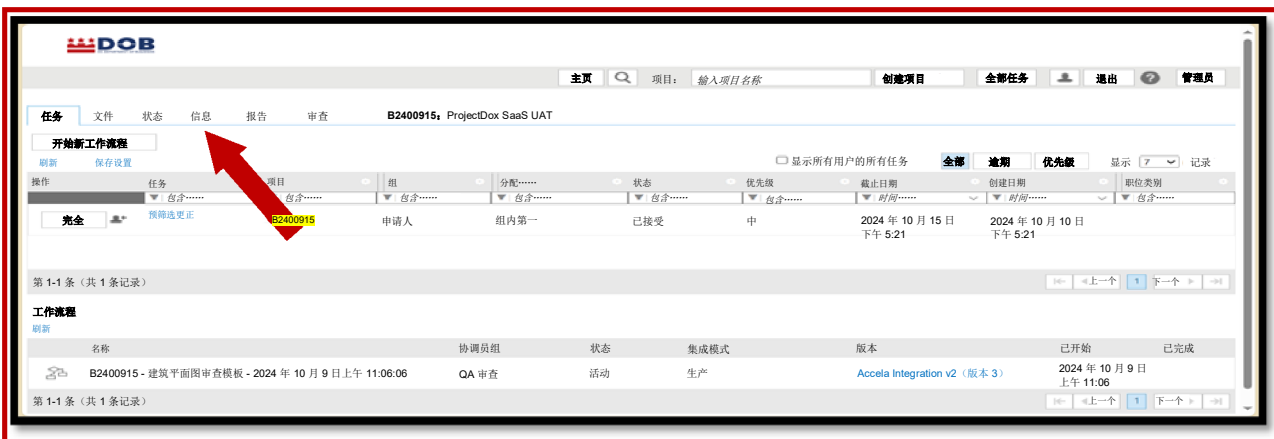 DOB
主页 项目: 输入项目名称 创建项目 全部任务 退出 管理员
任务 文件 状态 信息 报告 审查 B2400915：ProjectDox SaaS UAT
开始新工作流程
刷新 保存设置 显示所有用户的所有任务 全部 逾期 优先级 显示 7 记录
操作 任务 项目 组 分配…… 状态 优先级 截止日期 创建日期 职位类别
包含…… 包含…… 包含…… 包含…… 包含…… 包含…… 时间…… 时间…… 包含……
完全 预筛选更正 B2400915 申请人 组内第一 已接受 中 2024 年 10 月 15 日 2024 年 10 月 10 日
下午 5:21 下午 5:21
第 1-1 条（共 1 条记录） 上一个 1 下一个
工作流程
刷新
名称 协调员组 状态 集成模式 版本 已开始 已完成
B2400915 - 建筑平面图审查模板 - 2024 年 10 月 9 日上午 11:06:06 QA 审查 活动 生产 Accela Integration v2（版本 3） 2024 年 10 月 9 日
上午 11:06
第 1-1 条（共 1 条记录） 上一个 1 下一个